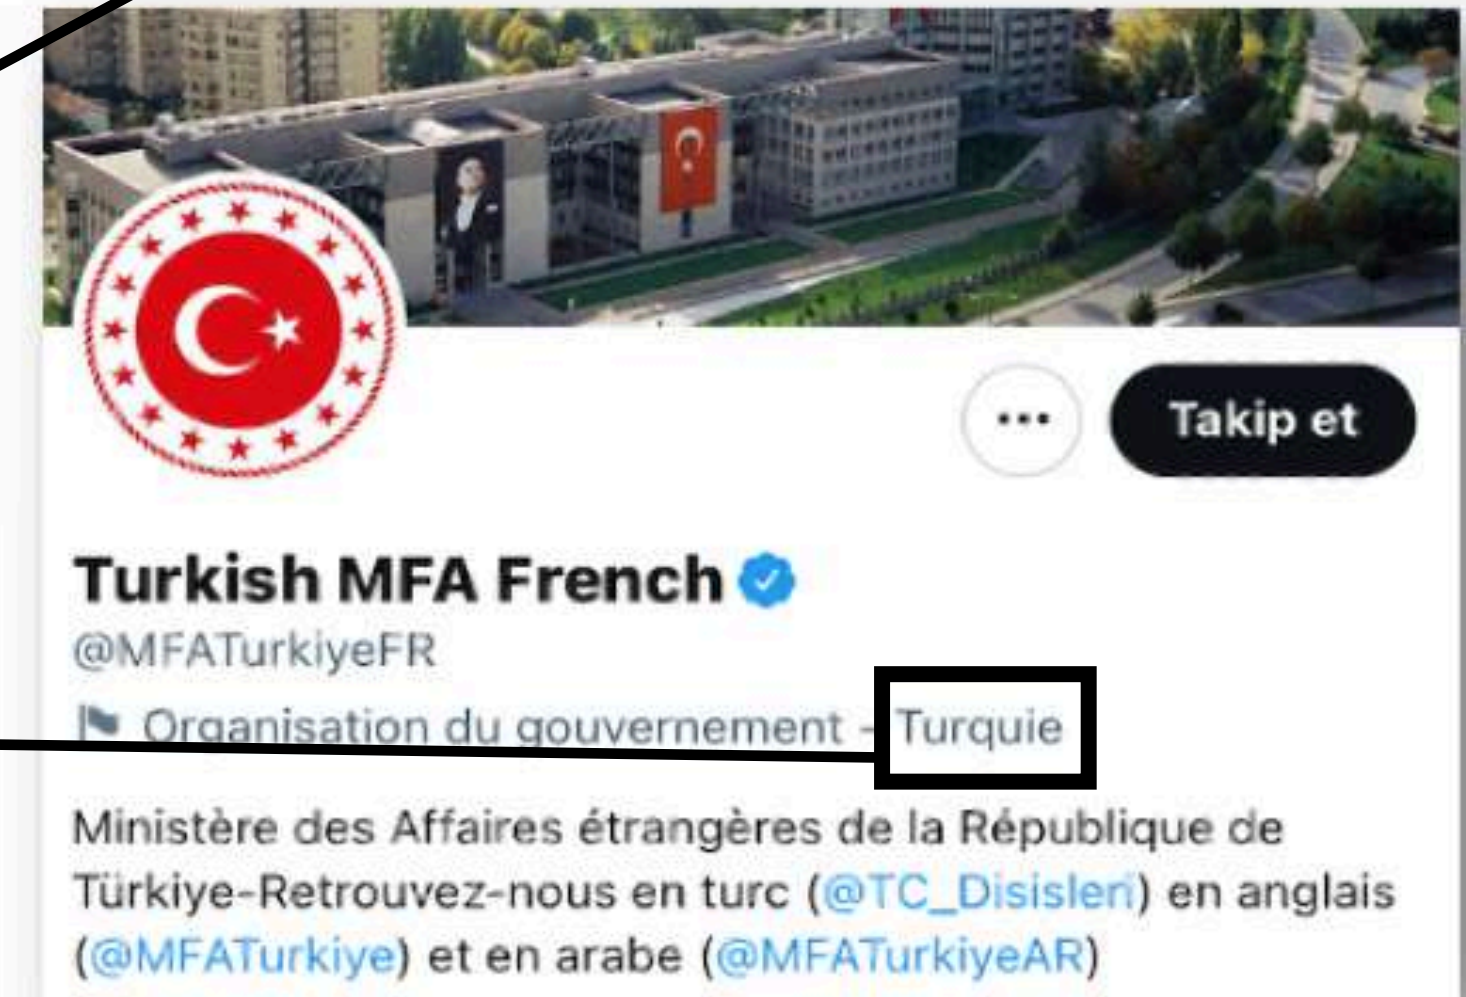 Takip et
Turkish MFA French
@MFATurkiyeFR
Organisation du gouvernement - Turquie
Ministère des Affaires étrangères de la République de
Türkiye-Retrouvez-nous en turc (@TC_Disisleri) en anglais
(@MFATurkiye) et en arabe (@MFATurkiyeAR)